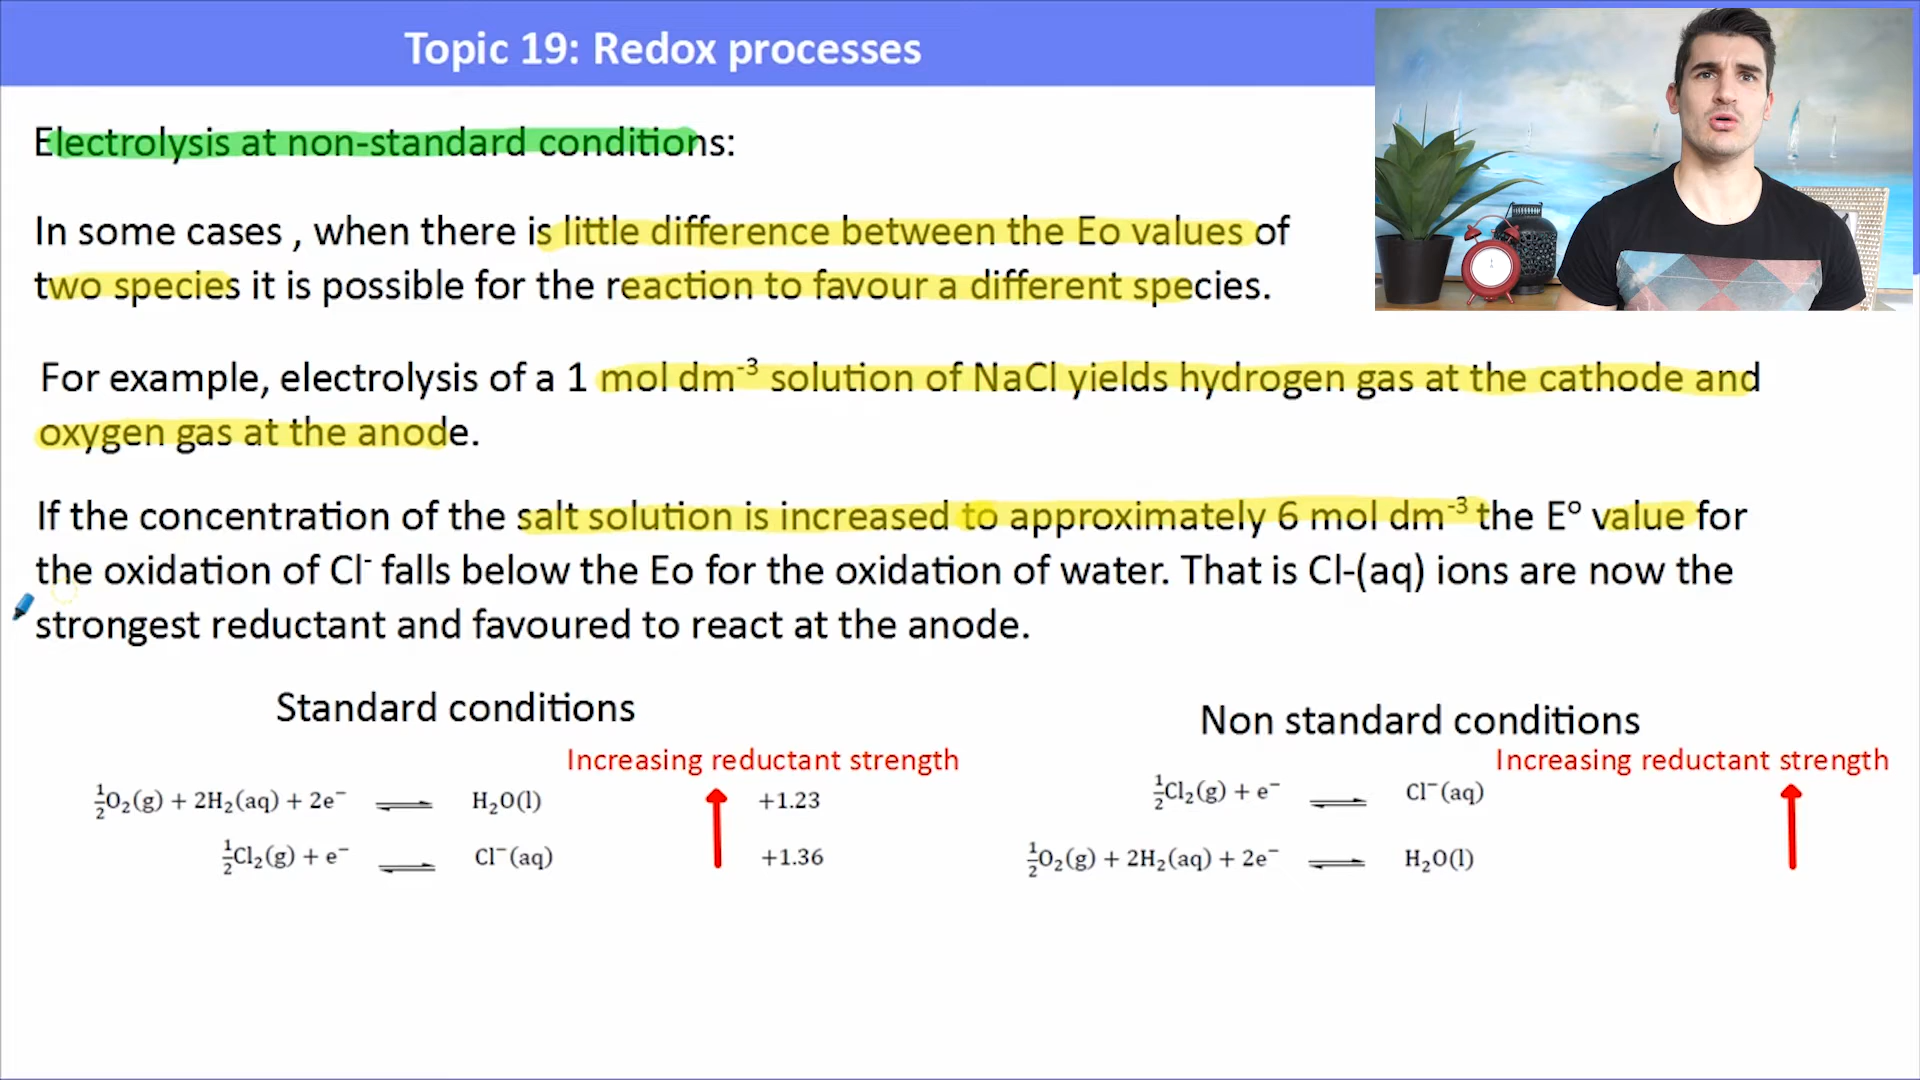 Topic 19: Redox processes
Electrolysis at non-standard conditions:
In some cases , when there is little difference between the Eo values of
two species it is possible for the reaction to favour a different species.
For example, electrolysis of a 1 mol dm⁻³ solution of NaCl yields hydrogen gas at the cathode and
oxygen gas at the anode.
If the concentration of the salt solution is increased to approximately 6 mol dm⁻³ the Eº value for
the oxidation of Cl⁻ falls below the Eo for the oxidation of water. That is Cl-(aq) ions are now the
strongest reductant and favoured to react at the anode.
Standard conditions
Increasing reductant strength
½O₂(g) + 2H₂(aq) + 2e⁻ ⇌ H₂O(l) +1.23
½Cl₂(g) + e⁻ ⇌ Cl⁻(aq) +1.36
Non standard conditions
Increasing reductant strength
½Cl₂(g) + e⁻ ⇌ Cl⁻(aq)
½O₂(g) + 2H₂(aq) + 2e⁻ ⇌ H₂O(l)